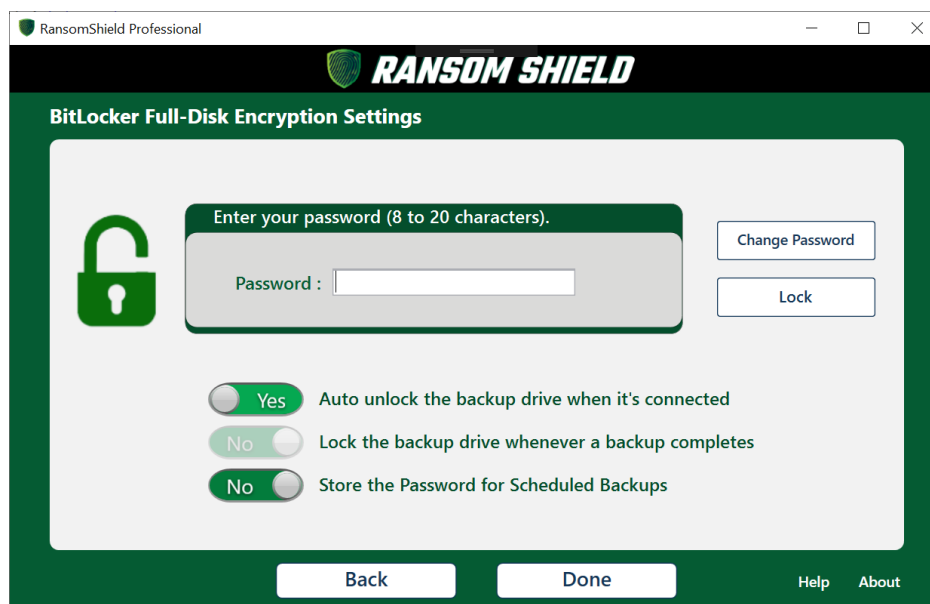 RansomShield Professional
RANSOM SHIELD
BitLocker Full-Disk Encryption Settings
Enter your password (8 to 20 characters).
Password :
Change Password
Lock
Yes Auto unlock the backup drive when it's connected
No Lock the backup drive whenever a backup completes
No Store the Password for Scheduled Backups
Back Done Help About